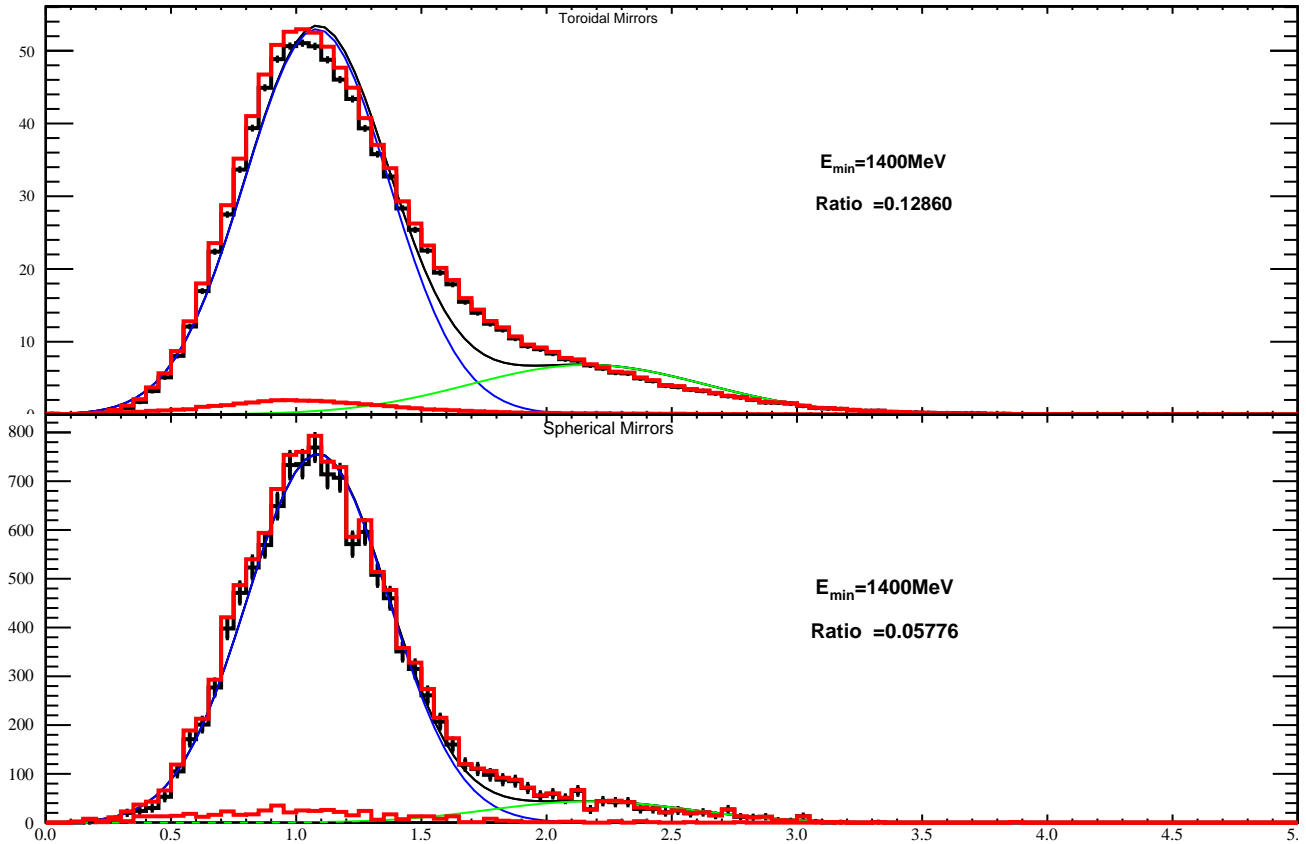 Toroidal Mirrors
50
40
30
20
10
0
E_min=1400MeV
Ratio =0.12860
Spherical Mirrors
800
700
600
500
400
300
200
100
0
E_min=1400MeV
Ratio =0.05776
0.0 0.5 1.0 1.5 2.0 2.5 3.0 3.5 4.0 4.5 5.